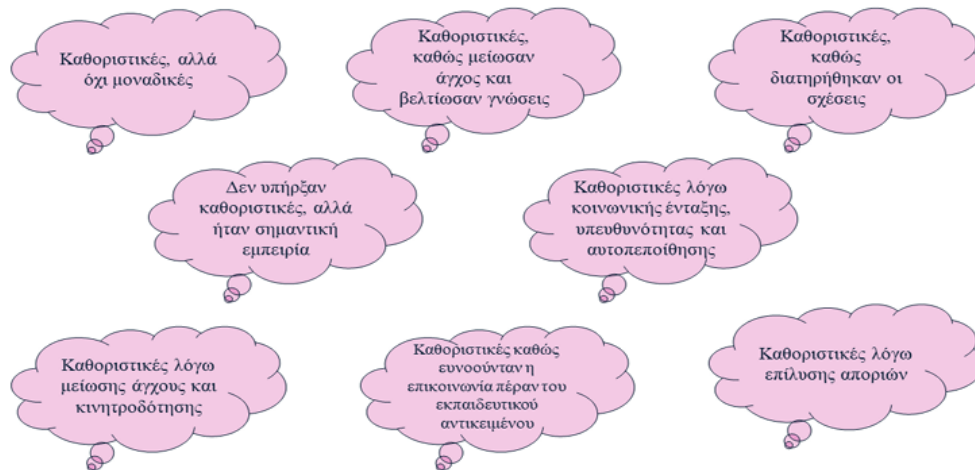 Καθοριστικές, αλλά
όχι μοναδικές
Καθοριστικές,
καθώς μείωσαν
άγχος και
βελτίωσαν γνώσεις
Καθοριστικές,
καθώς
διατηρήθηκαν οι
σχέσεις
Δεν υπήρξαν
καθοριστικές, αλλά
ήταν σημαντική
εμπειρία
Καθοριστικές λόγω
κοινωνικής ένταξης,
υπευθυνότητας και
αυτοπεποίθησης
Καθοριστικές λόγω
μείωσης άγχους και
κινητροδότησης
Καθοριστικές καθώς
ευνοούνταν η
επικοινωνία πέραν του
εκπαιδευτικού
αντικειμένου
Καθοριστικές λόγω
επίλυσης αποριών